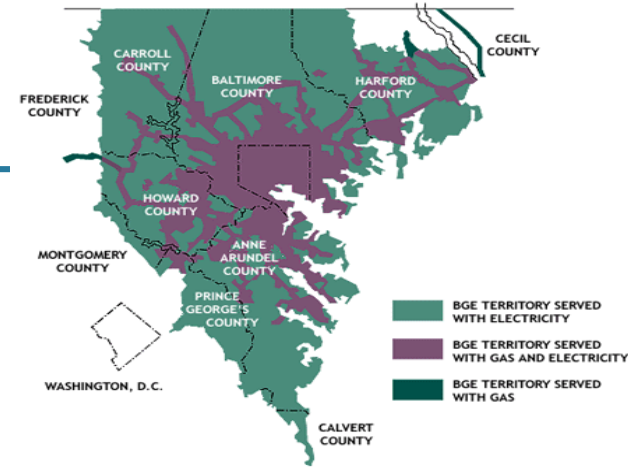 CECIL
COUNTY
CARROLL
COUNTY
BALTIMORE
COUNTY
HARFORD
COUNTY
FREDERICK
COUNTY
HOWARD
COUNTY
MONTGOMERY
COUNTY
ANNE
ARUNDEL
COUNTY
PRINCE
GEORGE'S
COUNTY
WASHINGTON, D.C.
CALVERT
COUNTY
BGE TERRITORY SERVED
WITH ELECTRICITY
BGE TERRITORY SERVED
WITH GAS AND ELECTRICITY
BGE TERRITORY SERVED
WITH GAS